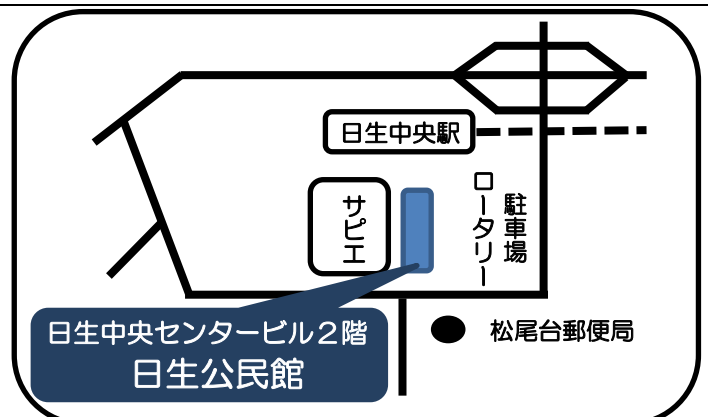 日生中央駅
サピエ
ロータリー
駐車場
日生中央センタービル２階
日生公民館
松尾台郵便局